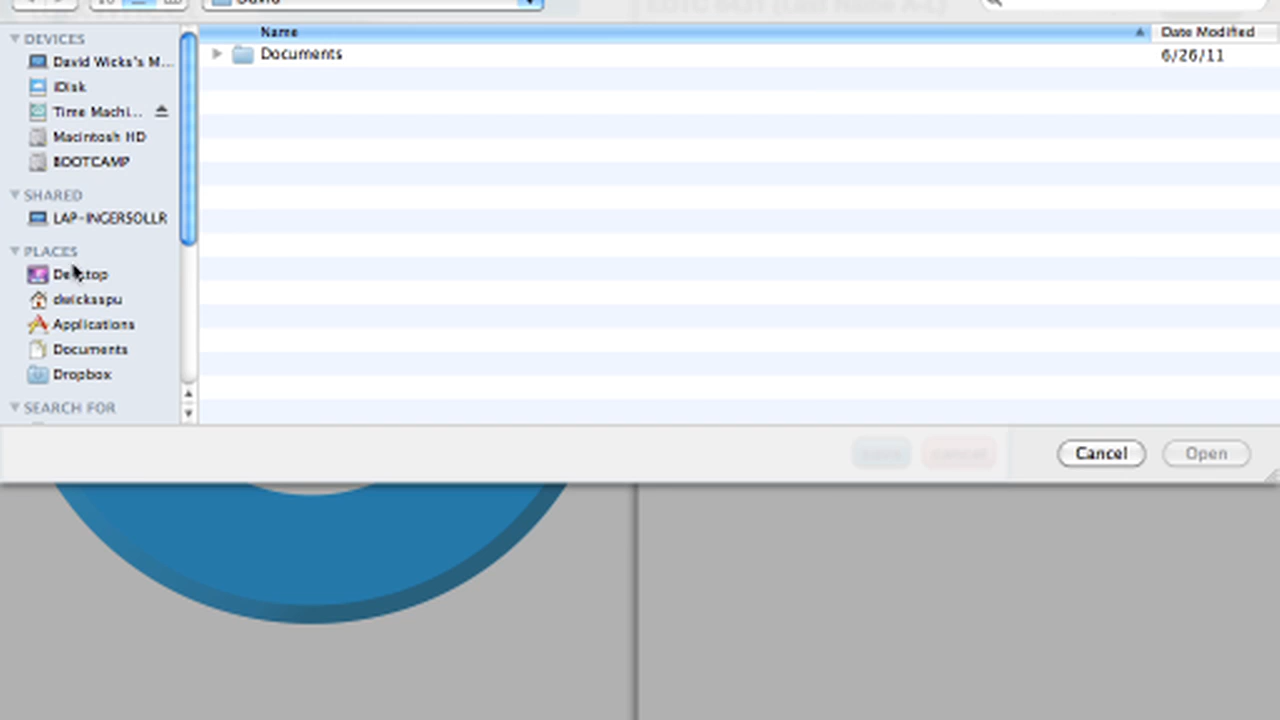 David
Name
Date Modified
DEVICES
Documents
6/26/11
David Wicks's M...
iDisk
Time Machi...
Macintosh HD
BOOTCAMP
SHARED
LAP-INGERSOLLR
PLACES
Desktop
dwicksspu
Applications
Documents
Dropbox
SEARCH FOR
Cancel
Open